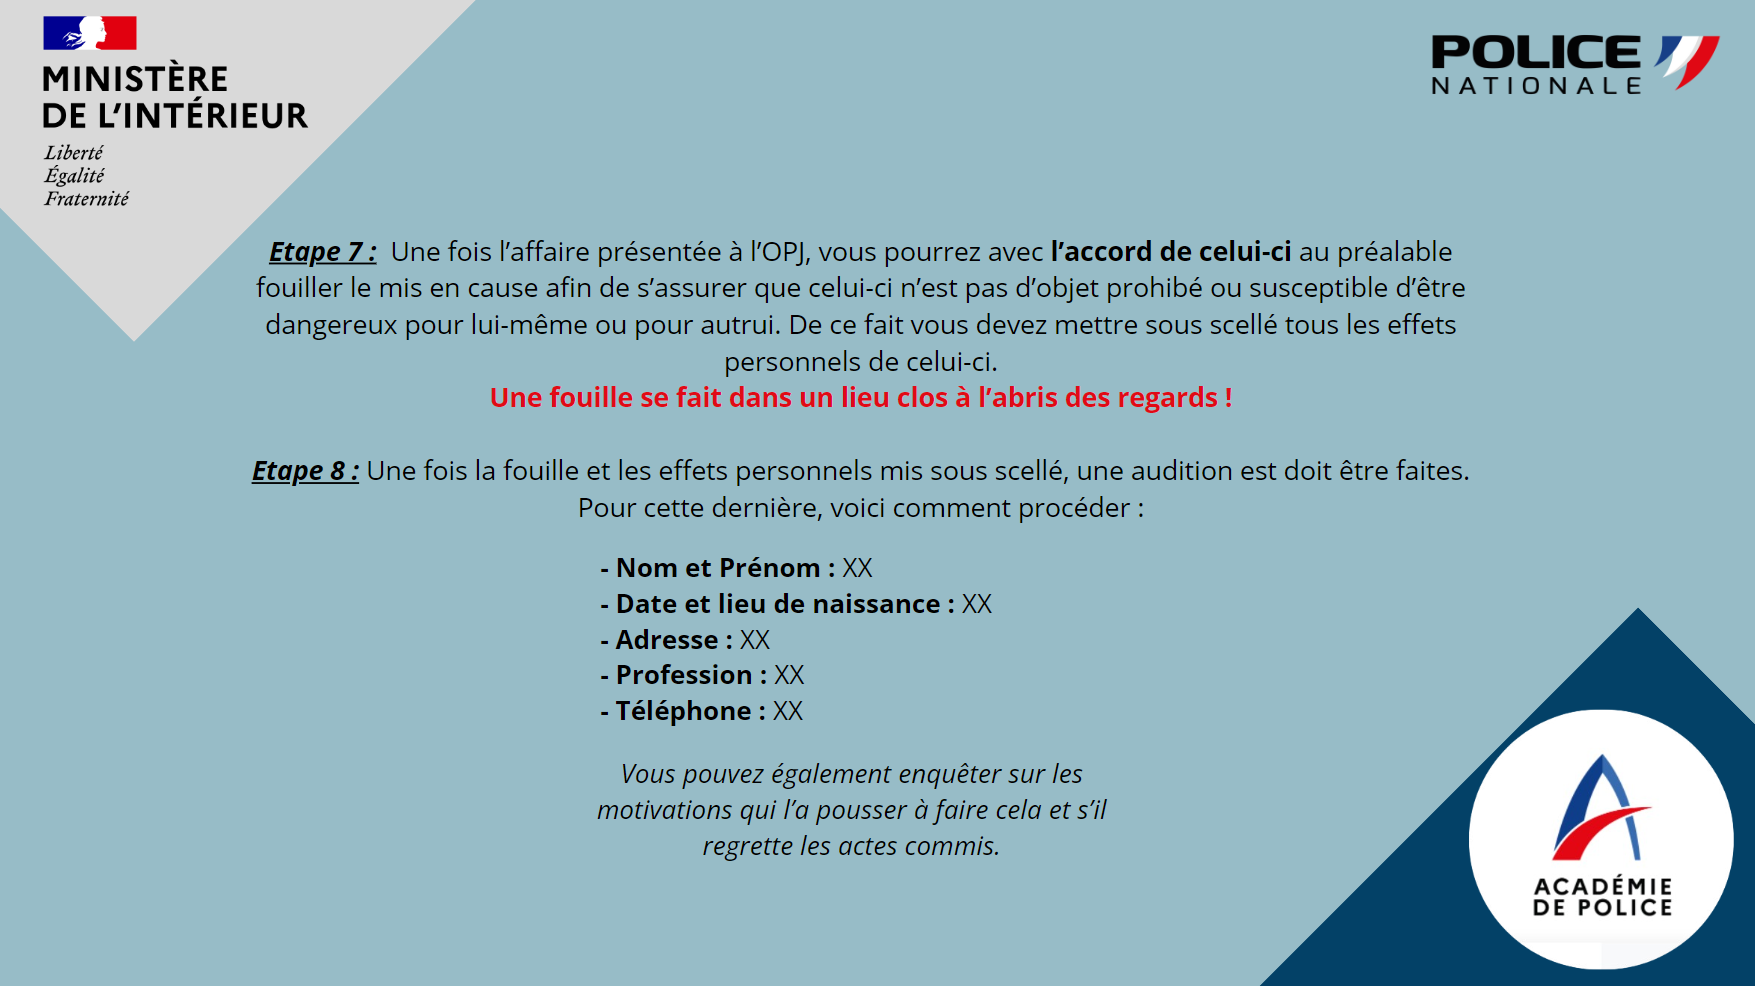 MINISTÈRE
DE L’INTÉRIEUR
Liberté
Égalité
Fraternité
POLICE
NATIONALE
Etape 7 : Une fois l’affaire présentée à l’OPJ, vous pourrez avec l’accord de celui-ci au préalable
fouiller le mis en cause afin de s’assurer que celui-ci n’est pas d’objet prohibé ou susceptible d’être
dangereux pour lui-même ou pour autrui. De ce fait vous devez mettre sous scellé tous les effets
personnels de celui-ci.
Une fouille se fait dans un lieu clos à l’abris des regards !
Etape 8 : Une fois la fouille et les effets personnels mis sous scellé, une audition est doit être faites.
Pour cette dernière, voici comment procéder :
- Nom et Prénom : XX
- Date et lieu de naissance : XX
- Adresse : XX
- Profession : XX
- Téléphone : XX
Vous pouvez également enquêter sur les
motivations qui l’a pousser à faire cela et s’il
regrette les actes commis.
ACADÉMIE
DE POLICE